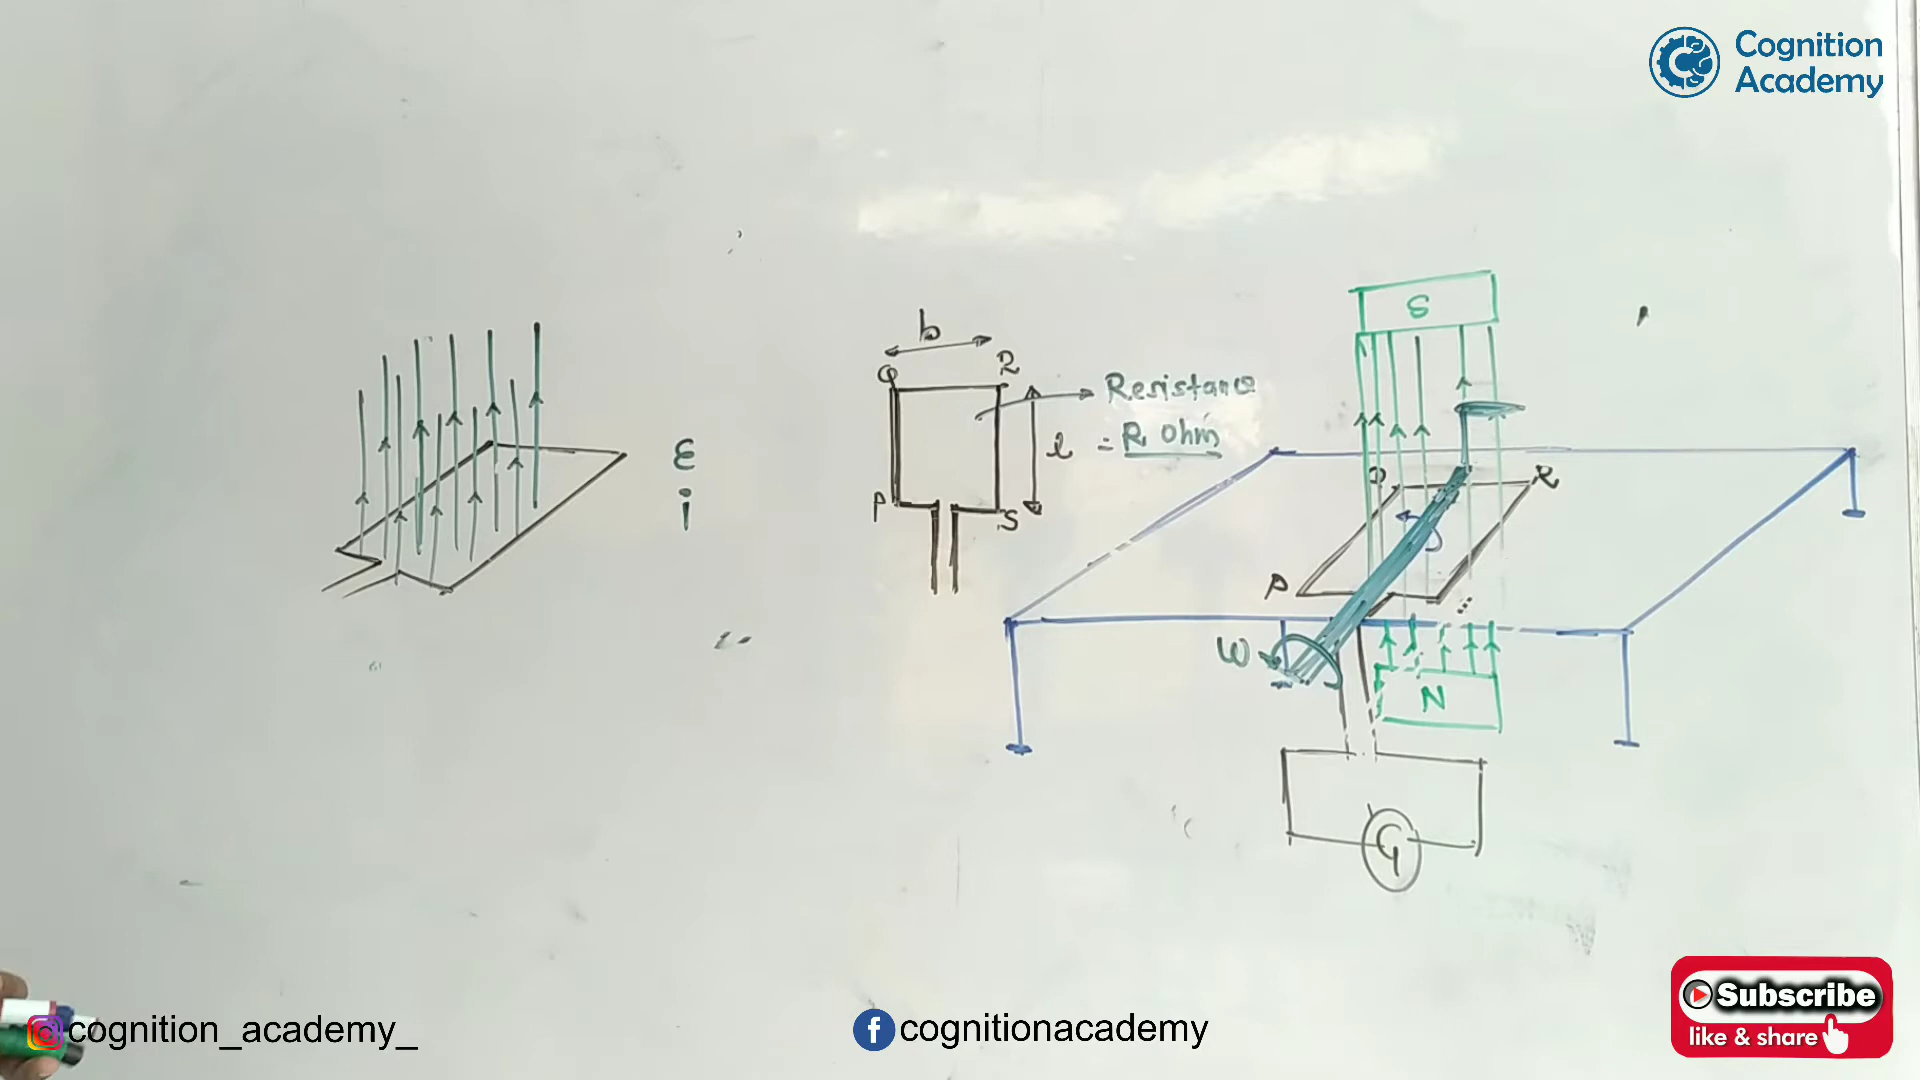 Cognition
Academy
b
Q
R
Resistance
l = R Ohm
P
S
ε
i
S
Q
R
P
ω
N
G
cognition_academy_
cognitionacademy
Subscribe
like & share